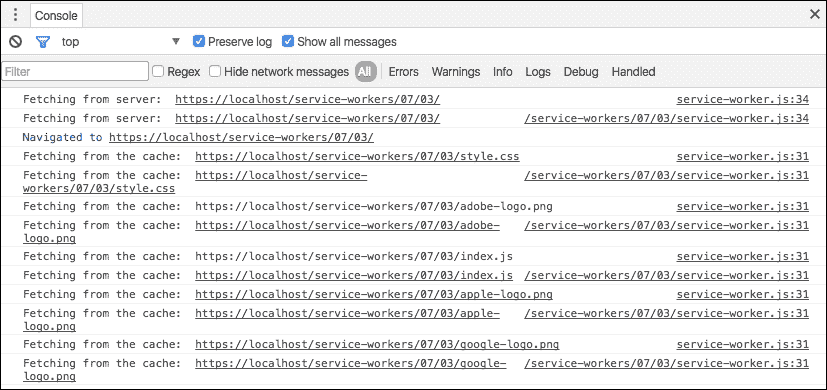 Console
top Preserve log Show all messages
Filter Regex Hide network messages All Errors Warnings Info Logs Debug Handled
Fetching from server: https://localhost/service-workers/07/03/ service-worker.js:34
Fetching from server: https://localhost/service-workers/07/03/ /service-workers/07/03/service-worker.js:34
Navigated to https://localhost/service-workers/07/03/
Fetching from the cache: https://localhost/service-workers/07/03/style.css service-worker.js:31
Fetching from the cache: https://localhost/service- /service-workers/07/03/service-worker.js:31
workers/07/03/style.css
Fetching from the cache: https://localhost/service-workers/07/03/adobe-logo.png service-worker.js:31
Fetching from the cache: https://localhost/service-workers/07/03/adobe- /service-workers/07/03/service-worker.js:31
logo.png
Fetching from the cache: https://localhost/service-workers/07/03/index.js service-worker.js:31
Fetching from the cache: https://localhost/service-workers/07/03/index.js /service-workers/07/03/service-worker.js:31
Fetching from the cache: https://localhost/service-workers/07/03/apple-logo.png service-worker.js:31
Fetching from the cache: https://localhost/service-workers/07/03/apple- /service-workers/07/03/service-worker.js:31
logo.png
Fetching from the cache: https://localhost/service-workers/07/03/google-logo.png service-worker.js:31
Fetching from the cache: https://localhost/service-workers/07/03/google- /service-workers/07/03/service-worker.js:31
logo.png